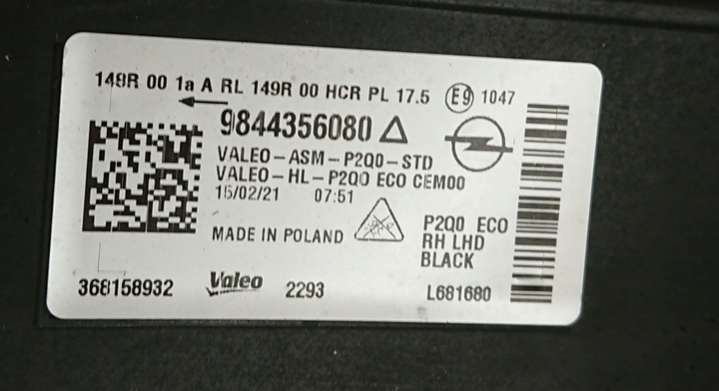 148R 00 1a A RL 149R 00 HCR PL 17.5 E9 1047
9844356080
VALEO-ASM-P2Q0-STD
VALEO-HL-P2Q0 ECO CEM00
15/02/21 07:51
MADE IN POLAND
P2Q0 ECO
RH LHD
BLACK
368158932 Valeo 2293 L681680